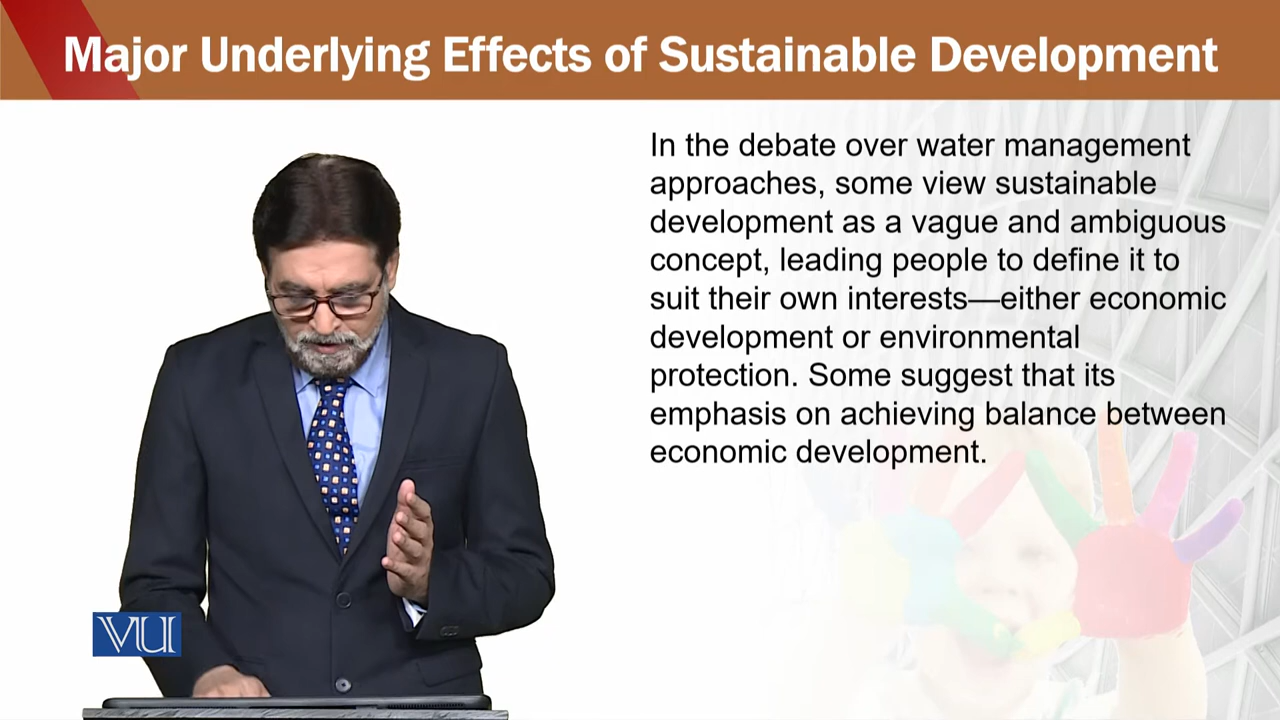 Major Underlying Effects of Sustainable Development
In the debate over water management
approaches, some view sustainable
development as a vague and ambiguous
concept, leading people to define it to
suit their own interests—either economic
development or environmental
protection. Some suggest that its
emphasis on achieving balance between
economic development.
VU